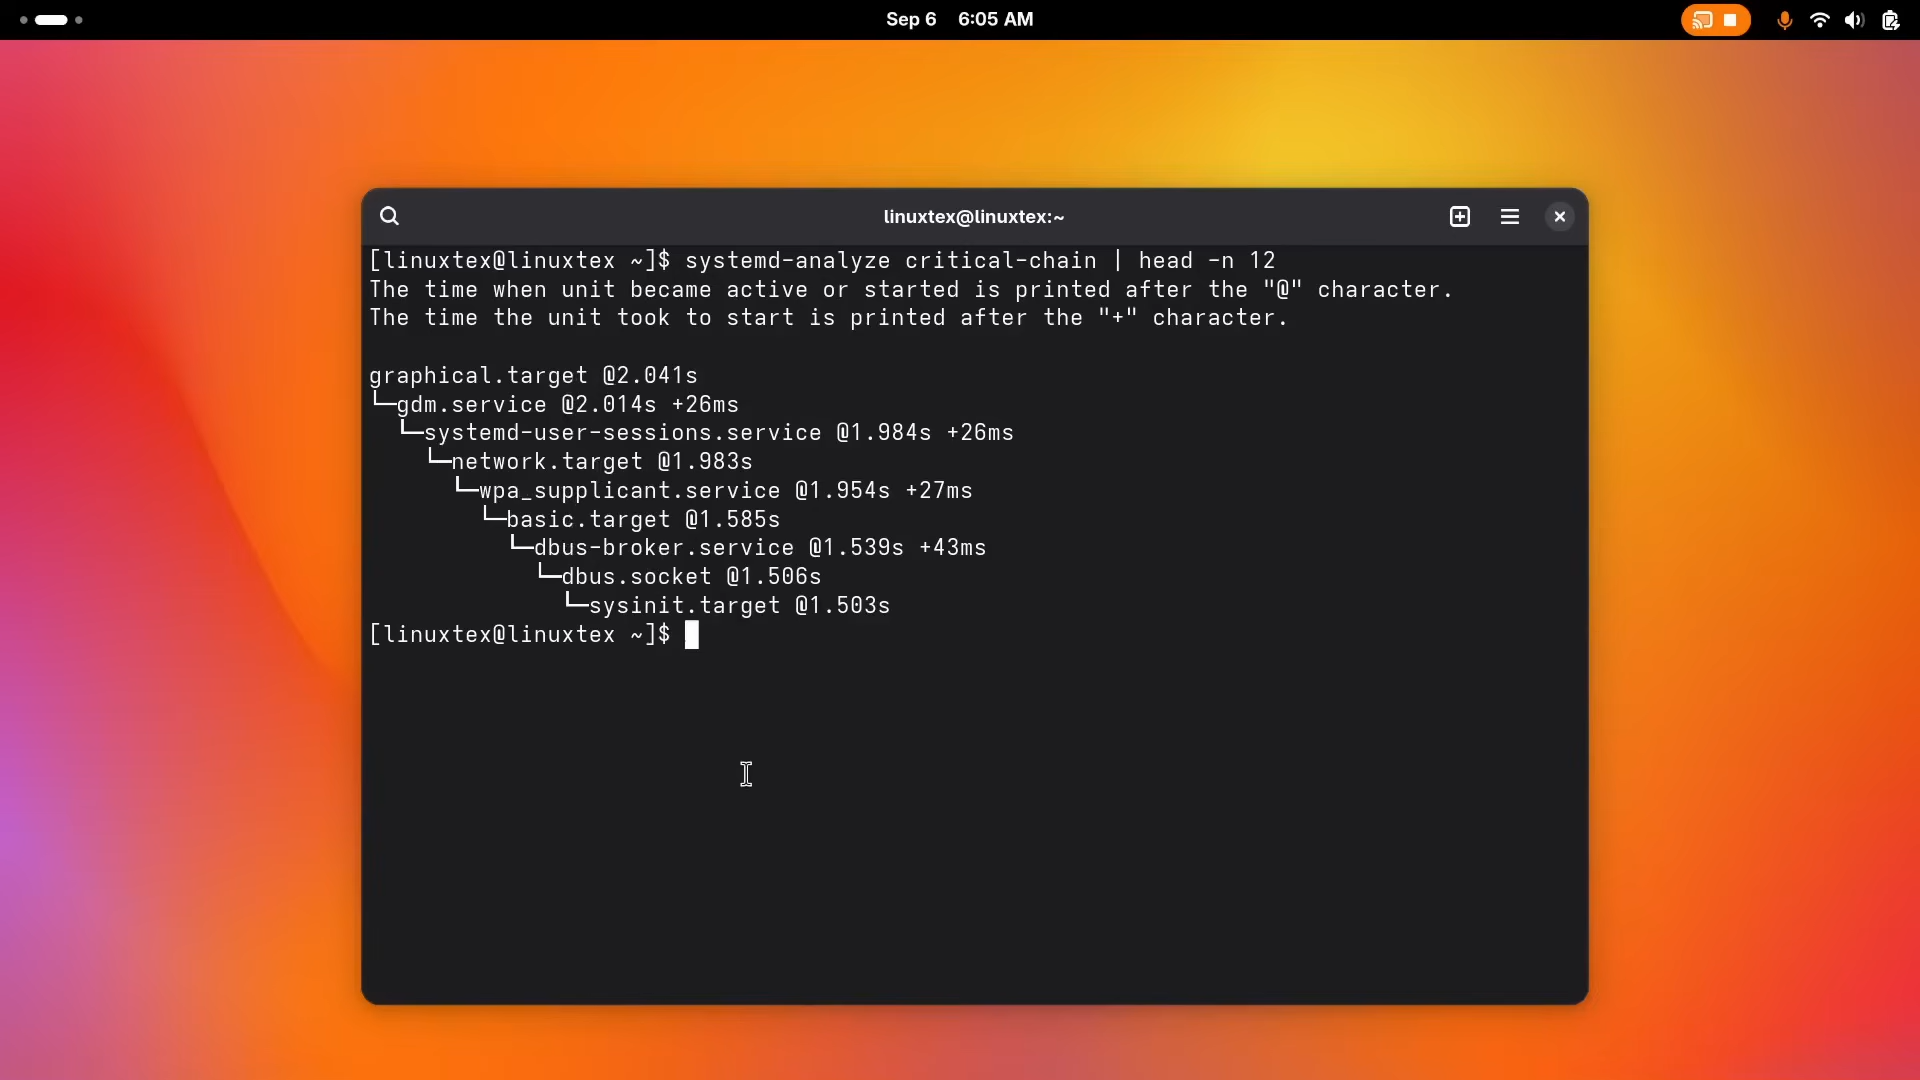 Sep 6 6:05 AM
linuxtex@linuxtex:~
[linuxtex@linuxtex ~]$ systemd-analyze critical-chain | head -n 12
The time when unit became active or started is printed after the "@" character.
The time the unit took to start is printed after the "+" character.

graphical.target @2.041s
└─gdm.service @2.014s +26ms
  └─systemd-user-sessions.service @1.984s +26ms
    └─network.target @1.983s
      └─wpa_supplicant.service @1.954s +27ms
        └─basic.target @1.585s
          └─dbus-broker.service @1.539s +43ms
            └─dbus.socket @1.506s
              └─sysinit.target @1.503s
[linuxtex@linuxtex ~]$